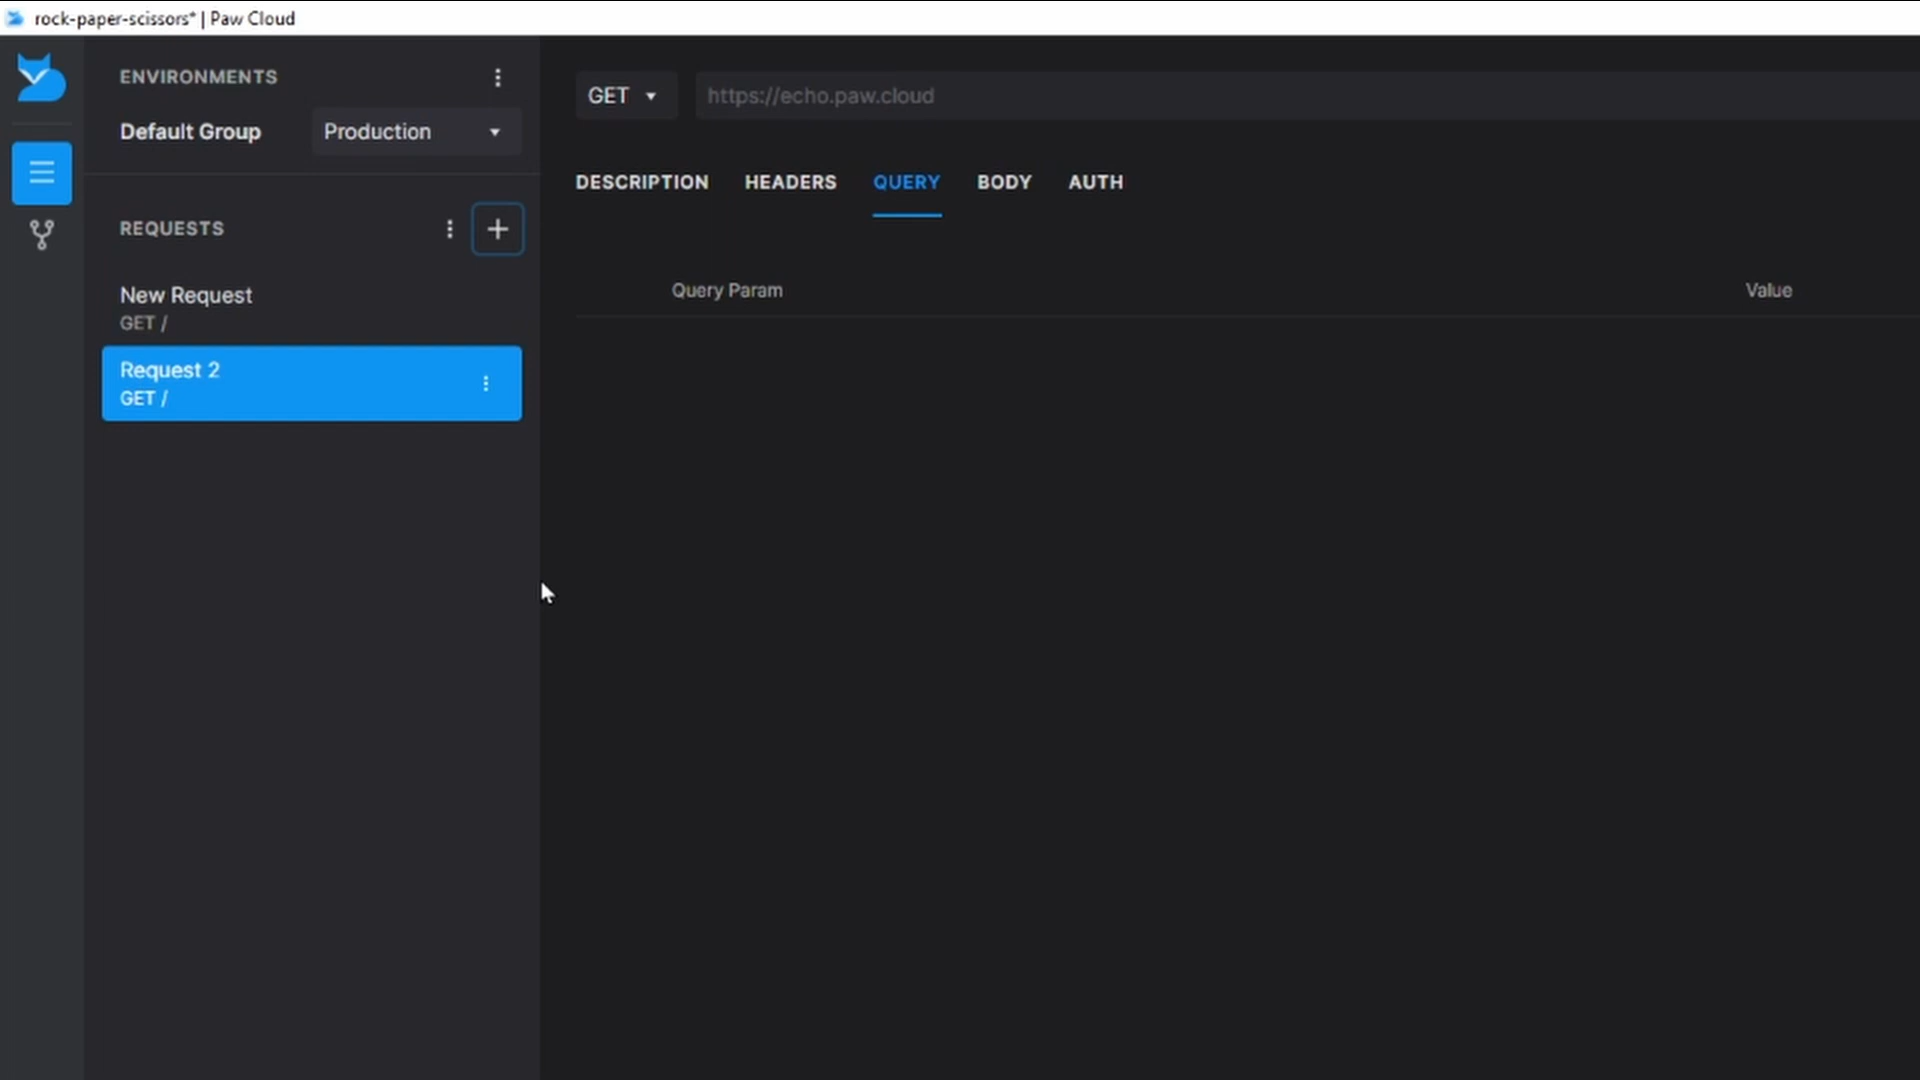 rock-paper-scissors* | Paw Cloud
ENVIRONMENTS
Default Group
Production
REQUESTS
New Request
GET /
Request 2
GET /
GET
https://echo.paw.cloud
DESCRIPTION
HEADERS
QUERY
BODY
AUTH
Query Param
Value